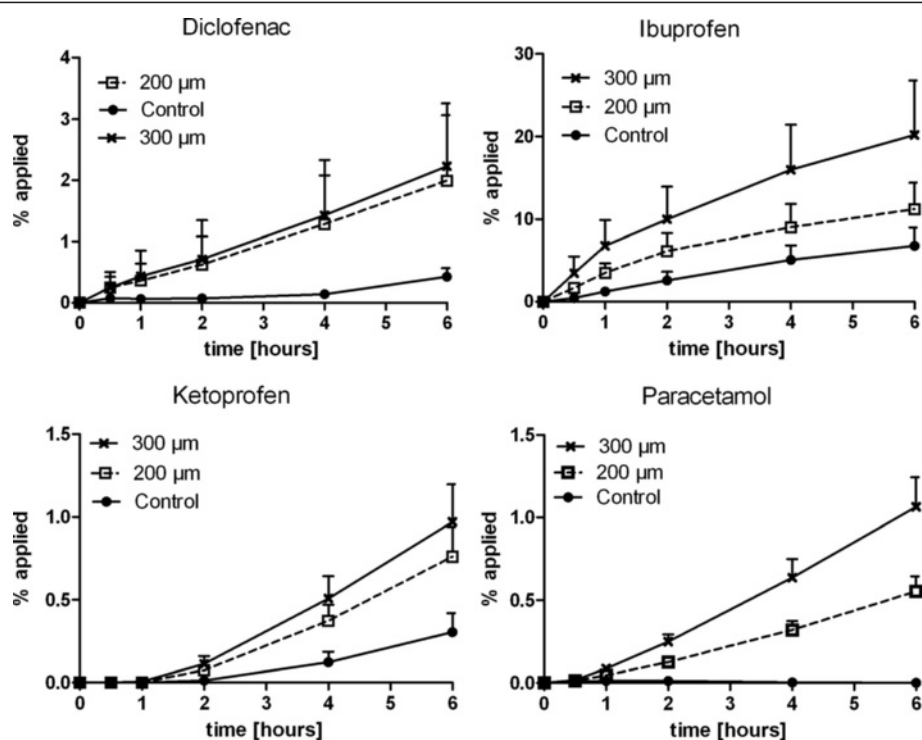 Diclofenac
4
3
2
1
0
% applied
200 µm
Control
300 µm
0 1 2 3 4 5 6
time [hours]
Ibuprofen
30
20
10
0
% applied
300 µm
200 µm
Control
0 1 2 3 4 5 6
time [hours]
Ketoprofen
1.5
1.0
0.5
0.0
% applied
300 µm
200 µm
Control
0 1 2 3 4 5 6
time [hours]
Paracetamol
1.5
1.0
0.5
0.0
% applied
300 µm
200 µm
Control
0 1 2 3 4 5 6
time [hours]